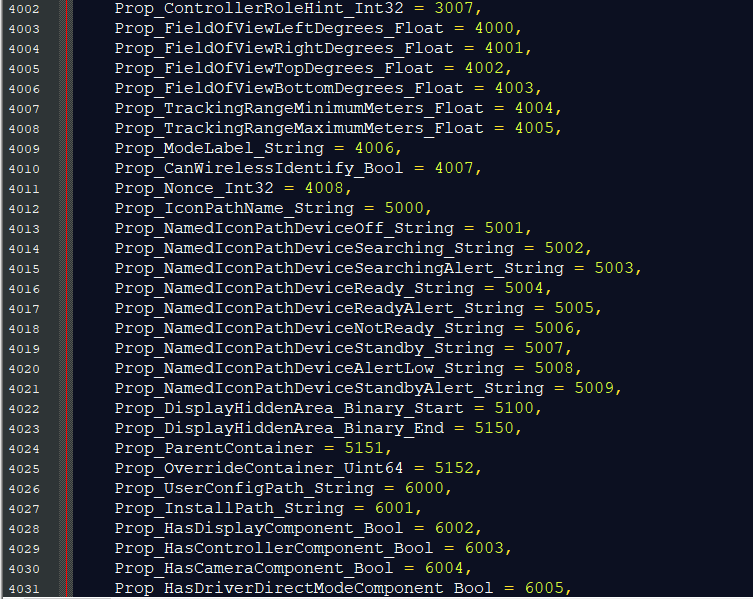 4002 Prop_ControllerRoleHint_Int32 = 3007,
4003 Prop_FieldOfViewLeftDegrees_Float = 4000,
4004 Prop_FieldOfViewRightDegrees_Float = 4001,
4005 Prop_FieldOfViewTopDegrees_Float = 4002,
4006 Prop_FieldOfViewBottomDegrees_Float = 4003,
4007 Prop_TrackingRangeMinimumMeters_Float = 4004,
4008 Prop_TrackingRangeMaximumMeters_Float = 4005,
4009 Prop_ModeLabel_String = 4006,
4010 Prop_CanWirelessIdentify_Bool = 4007,
4011 Prop_Nonce_Int32 = 4008,
4012 Prop_IconPathName_String = 5000,
4013 Prop_NamedIconPathDeviceOff_String = 5001,
4014 Prop_NamedIconPathDeviceSearching_String = 5002,
4015 Prop_NamedIconPathDeviceSearchingAlert_String = 5003,
4016 Prop_NamedIconPathDeviceReady_String = 5004,
4017 Prop_NamedIconPathDeviceReadyAlert_String = 5005,
4018 Prop_NamedIconPathDeviceNotReady_String = 5006,
4019 Prop_NamedIconPathDeviceStandby_String = 5007,
4020 Prop_NamedIconPathDeviceAlertLow_String = 5008,
4021 Prop_NamedIconPathDeviceStandbyAlert_String = 5009,
4022 Prop_DisplayHiddenArea_Binary_Start = 5100,
4023 Prop_DisplayHiddenArea_Binary_End = 5150,
4024 Prop_ParentContainer = 5151,
4025 Prop_OverrideContainer_Uint64 = 5152,
4026 Prop_UserConfigPath_String = 6000,
4027 Prop_InstallPath_String = 6001,
4028 Prop_HasDisplayComponent_Bool = 6002,
4029 Prop_HasControllerComponent_Bool = 6003,
4030 Prop_HasCameraComponent_Bool = 6004,
4031 Prop_HasDriverDirectModeComponent_Bool = 6005,